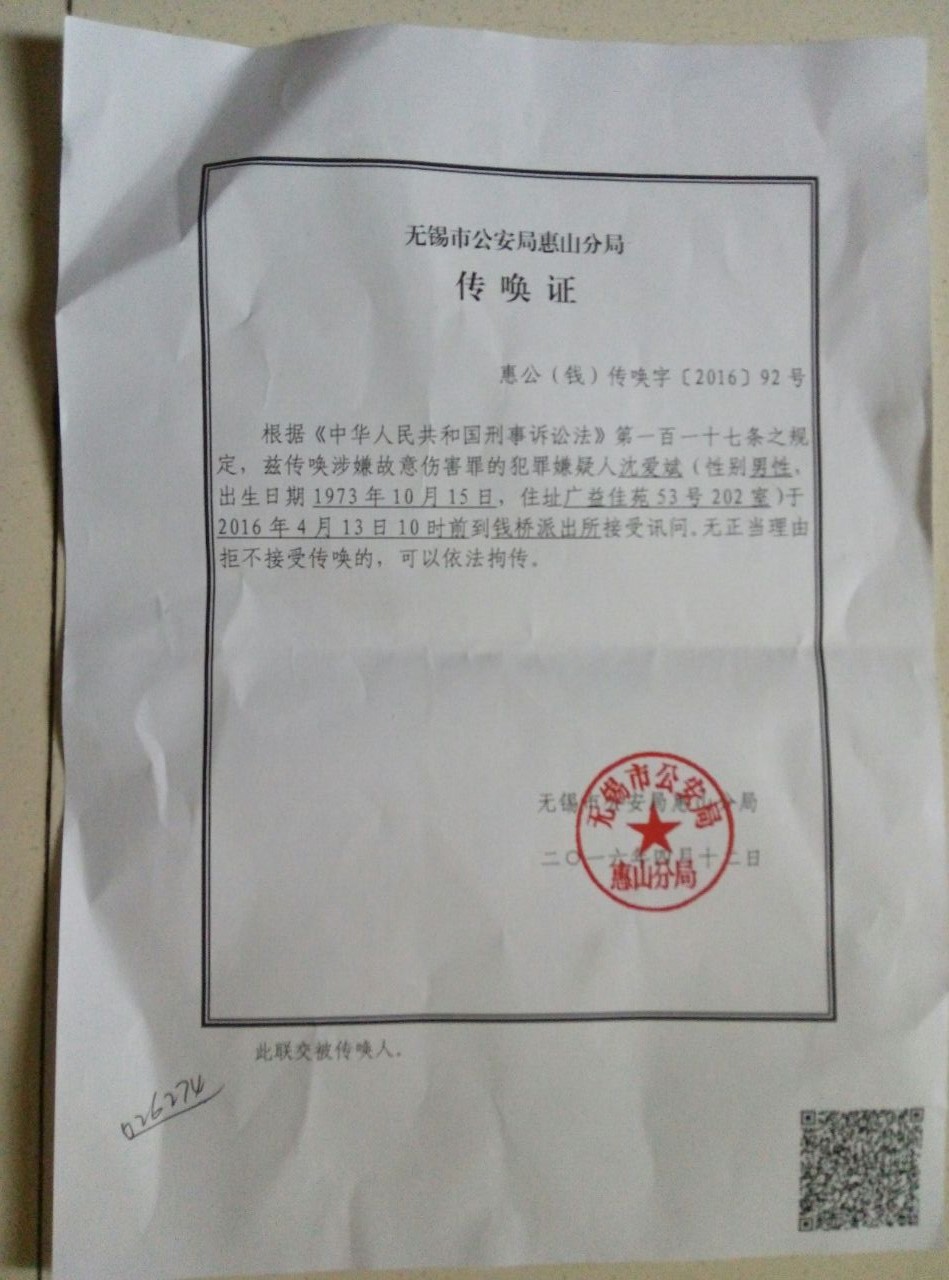 无锡市公安局惠山分局
传唤证
惠公（钱）传唤字〔2016〕92号
根据《中华人民共和国刑事诉讼法》第一百一十七条之规
定，兹传唤涉嫌故意伤害罪的犯罪嫌疑人沈爱斌（性别男性，
出生日期1973年10月15日，住址广益佳苑53号202室）于
2016年4月13日10时前到钱桥派出所接受讯问。无正当理由
拒不接受传唤的，可以依法拘传。
无锡市公安局惠山分局
二〇一六年四月十二日
无锡市公安局
惠山分局
此联交被传唤人。
026274